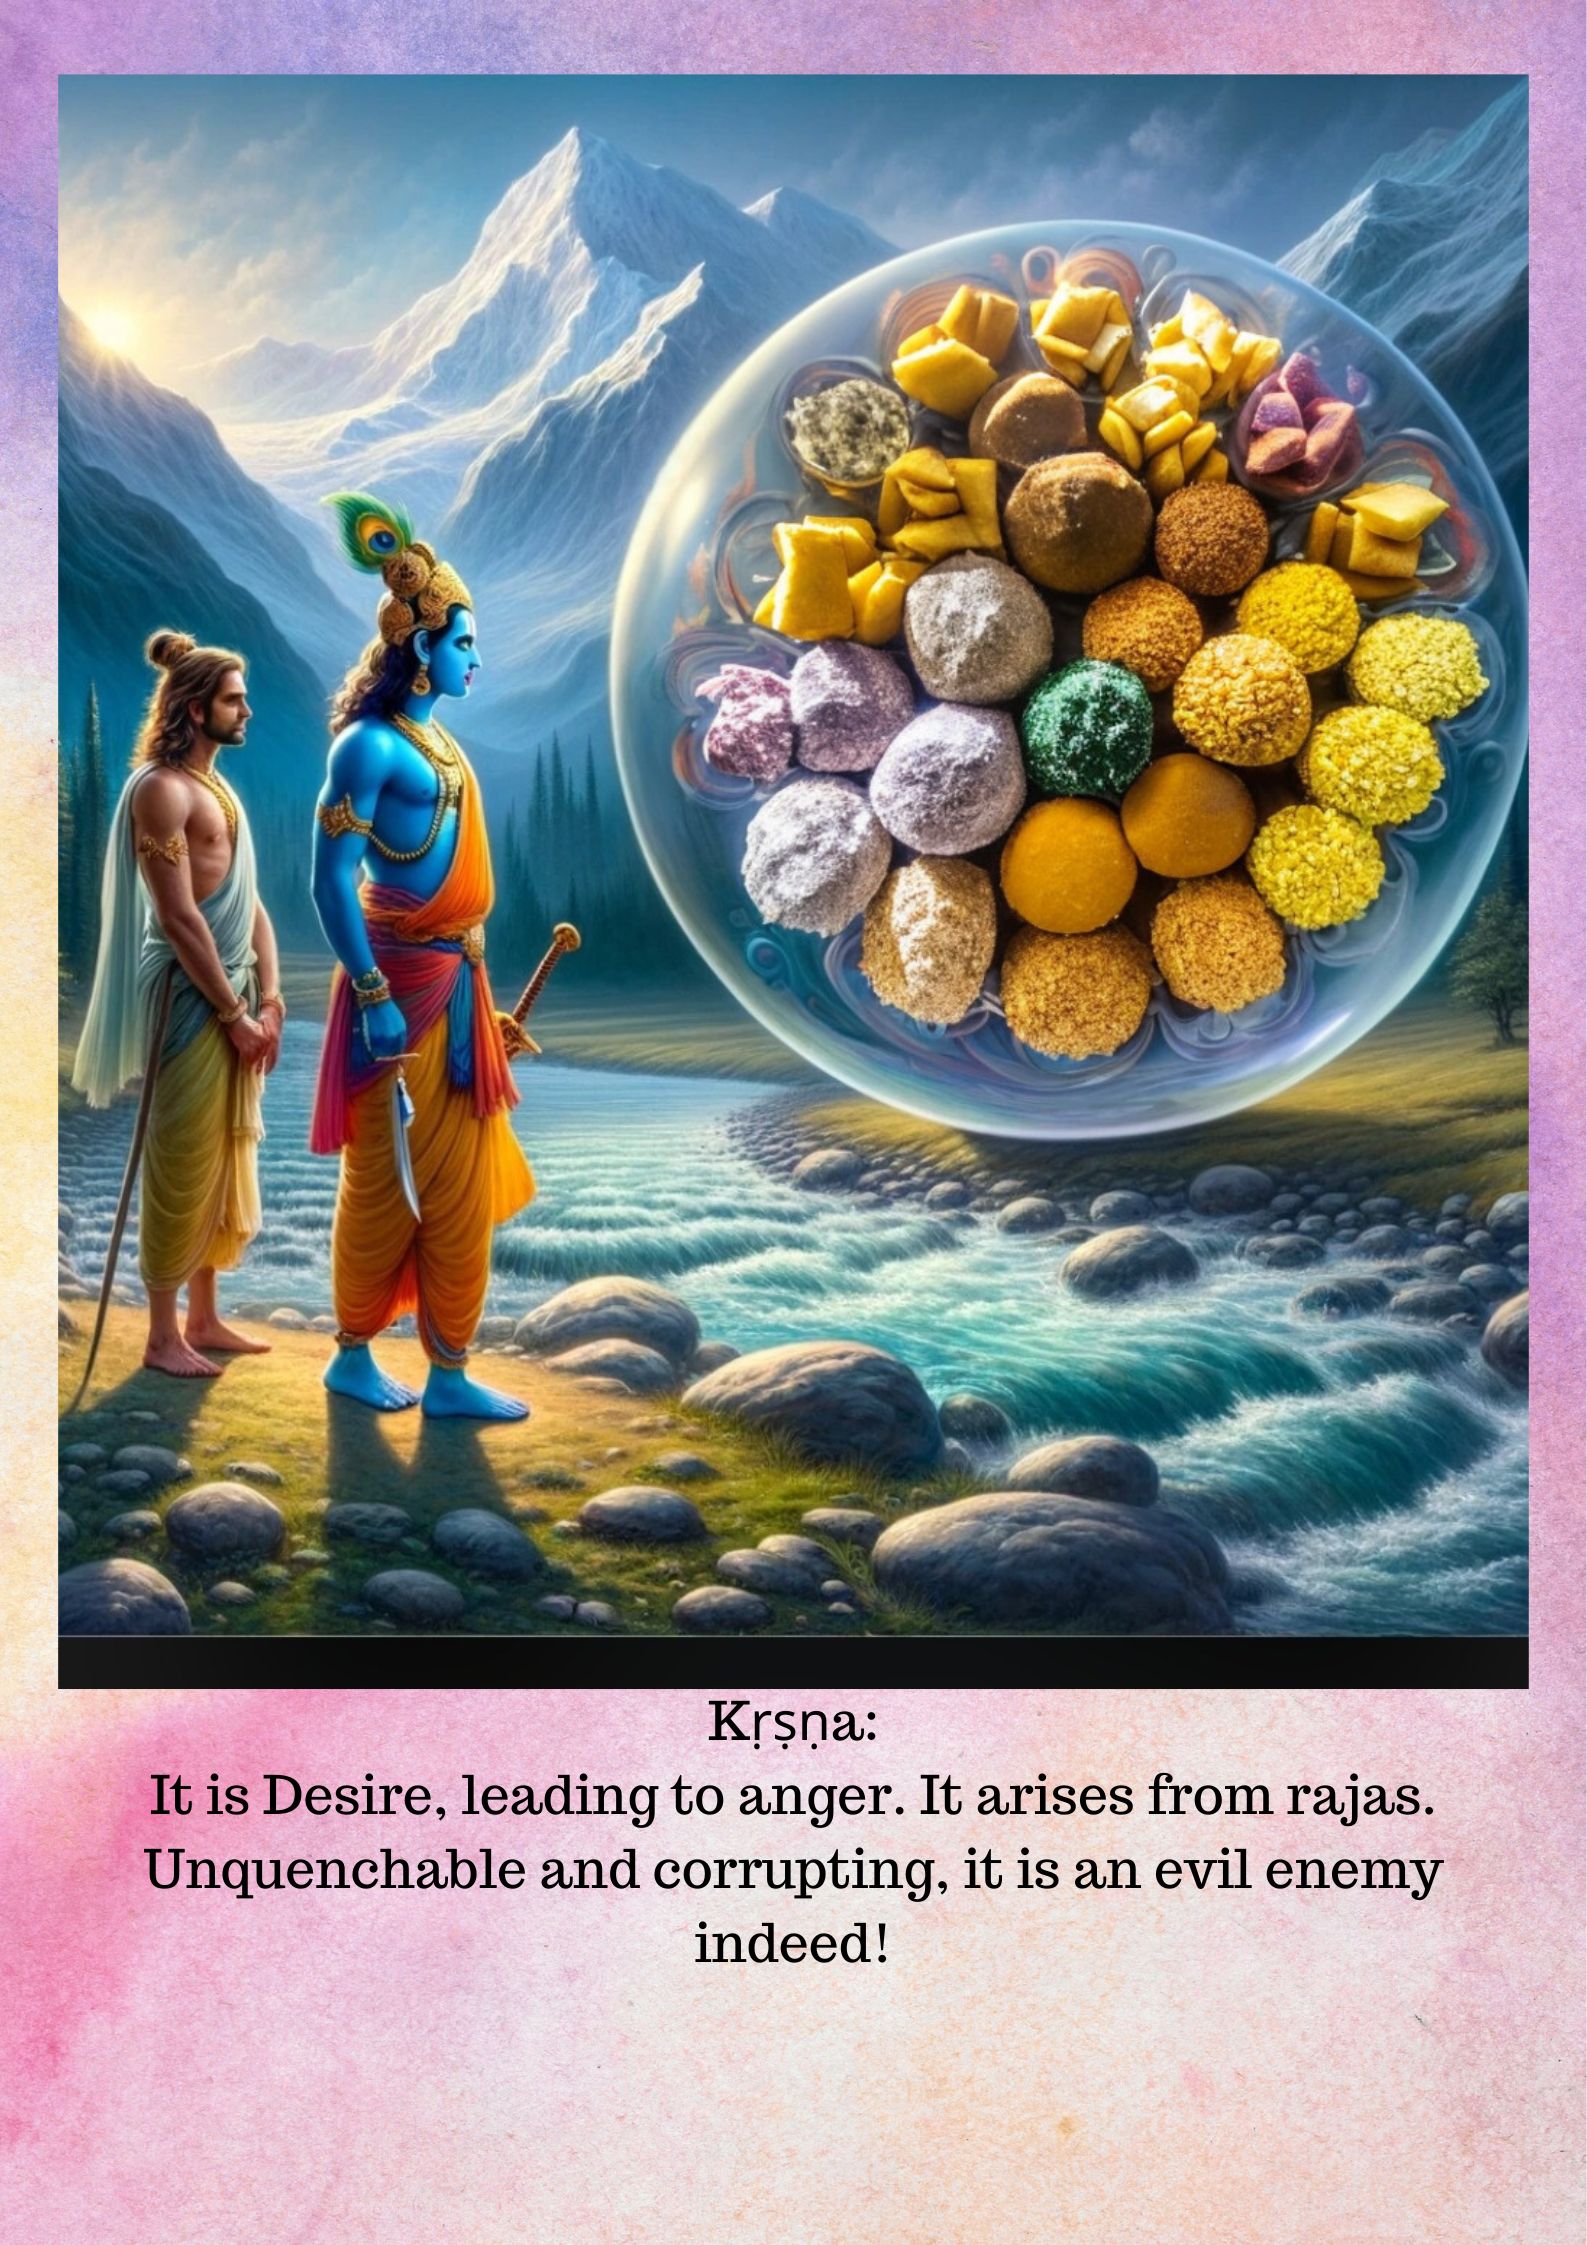 Kṛṣṇa:
It is Desire, leading to anger. It arises from rajas.
Unquenchable and corrupting, it is an evil enemy
indeed!